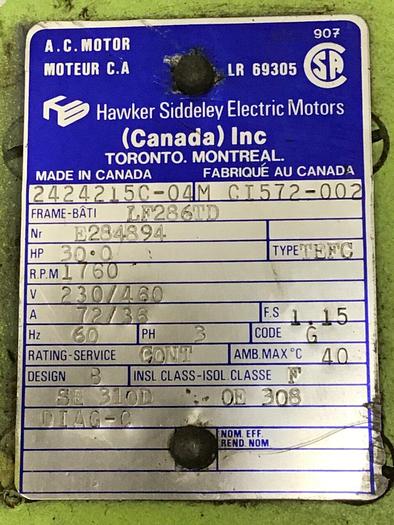 907
A.C. MOTOR
MOTEUR C.A
LR 69305
CSA
Hawker Siddeley Electric Motors
(Canada) Inc
TORONTO. MONTREAL.
MADE IN CANADA FABRIQUÉ AU CANADA
2424215C-04 M CI572-002
FRAME-BÂTI LF286TD
Nr E284894
HP 30.0 TYPE TEFC
R.P.M 1760
V 230/460
A 72/36 F.S 1.15
Hz 60 PH 3 CODE G
RATING-SERVICE CONT AMB.MAX°C 40
DESIGN B INSL CLASS-ISOL CLASSE F
SE 310D OE 308
DIAG-C
NOM. EFF.
REND. NOM.